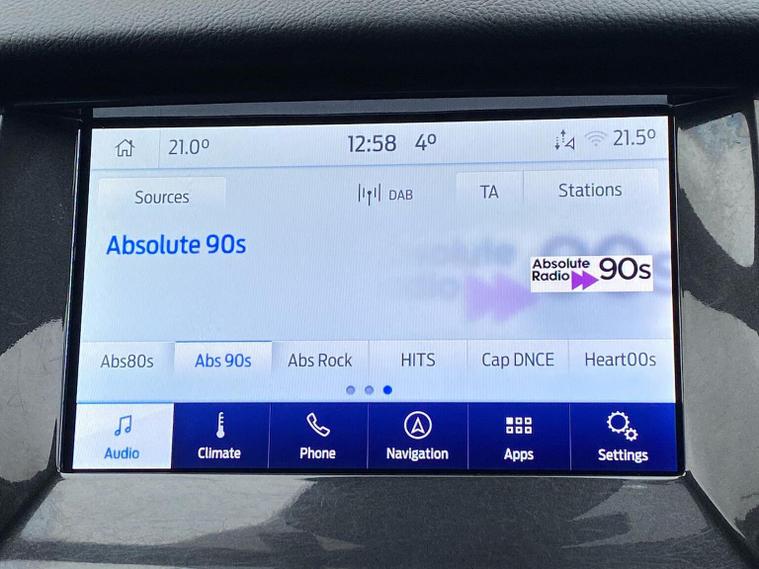 21.0° 12:58 4° 21.5°
Sources DAB TA Stations
Absolute 90s
Absolute
Radio 90s
Abs80s Abs 90s Abs Rock HITS Cap DNCE Heart00s
Audio Climate Phone Navigation Apps Settings